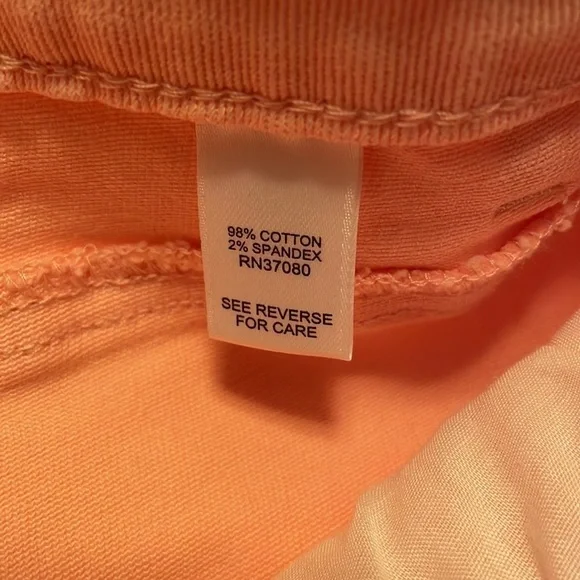 98% COTTON
2% SPANDEX
RN37080
SEE REVERSE
FOR CARE